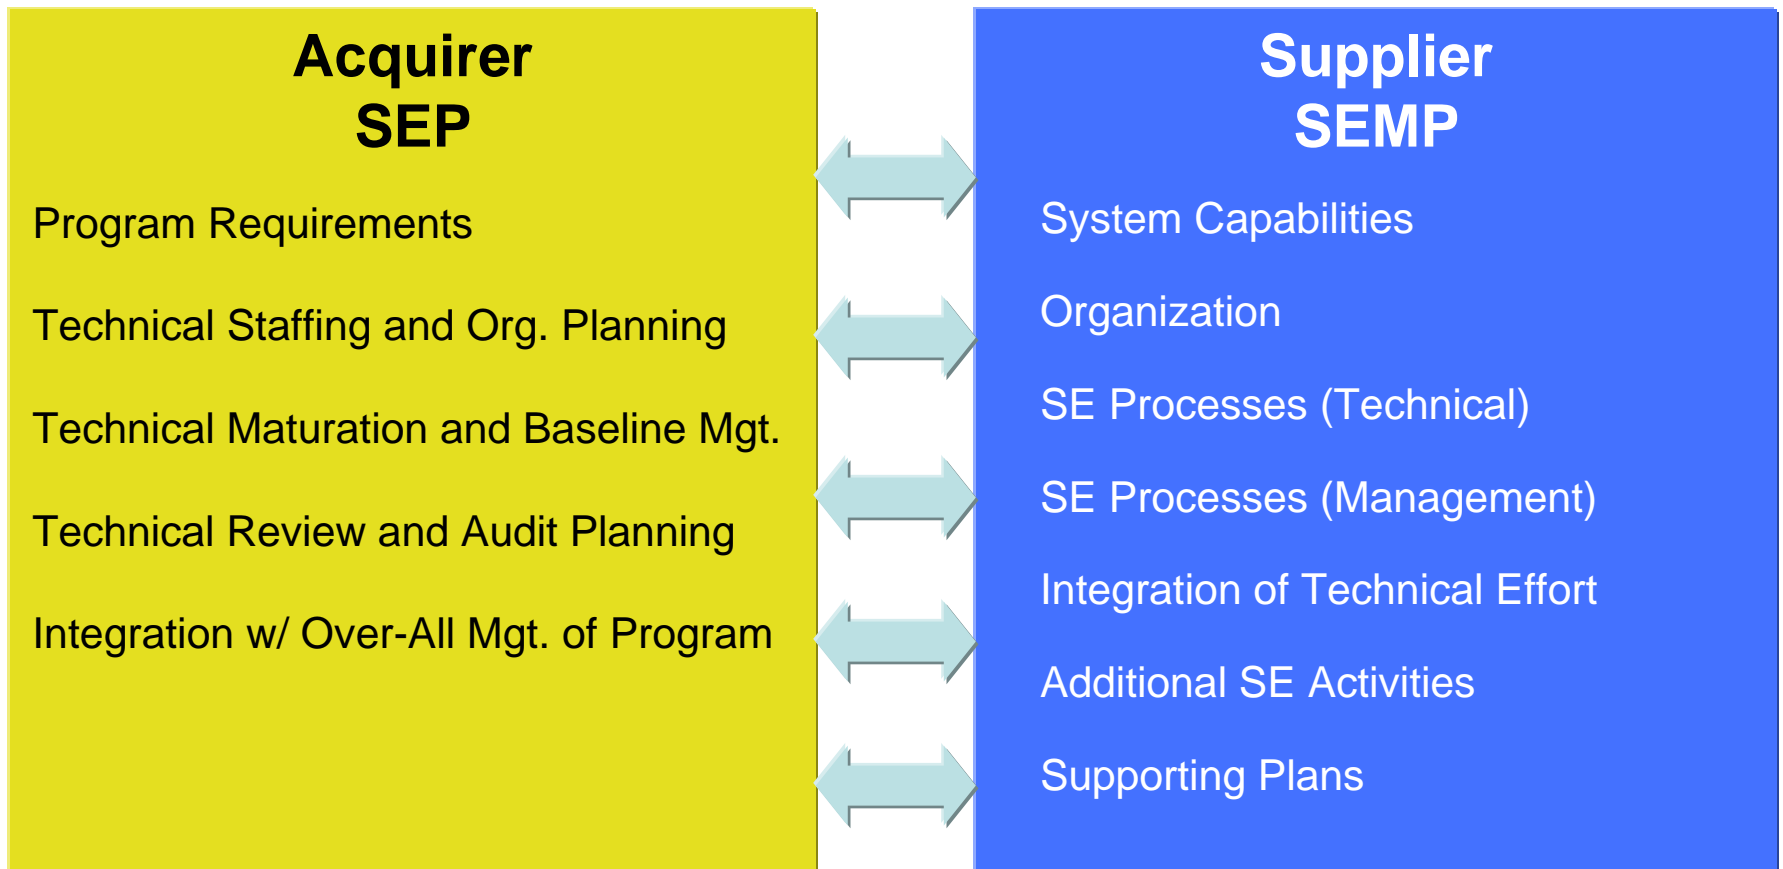 Acquirer
SEP
Program Requirements
Technical Staffing and Org. Planning
Technical Maturation and Baseline Mgt.
Technical Review and Audit Planning
Integration w/ Over-All Mgt. of Program
Supplier
SEMP
System Capabilities
Organization
SE Processes (Technical)
SE Processes (Management)
Integration of Technical Effort
Additional SE Activities
Supporting Plans